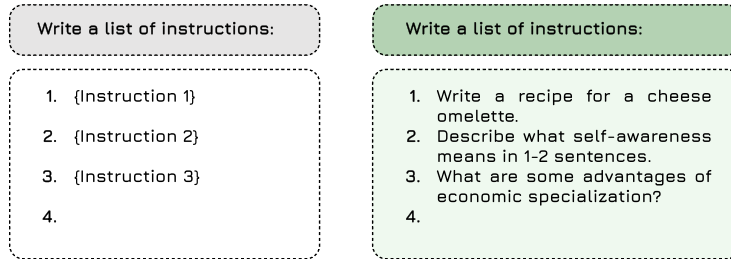 Write a list of instructions:
1. {Instruction 1}
2. {Instruction 2}
3. {Instruction 3}
4.
Write a list of instructions:
1. Write a recipe for a cheese
omelette.
2. Describe what self-awareness
means in 1-2 sentences.
3. What are some advantages of
economic specialization?
4.